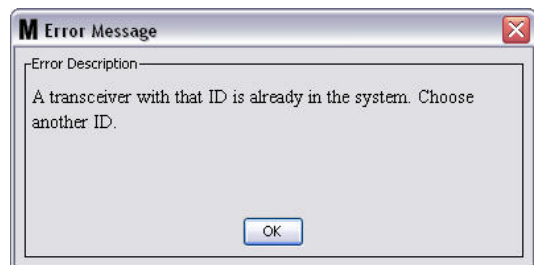 M Error Message
Error Description
A transceiver with that ID is already in the system. Choose
another ID.
OK